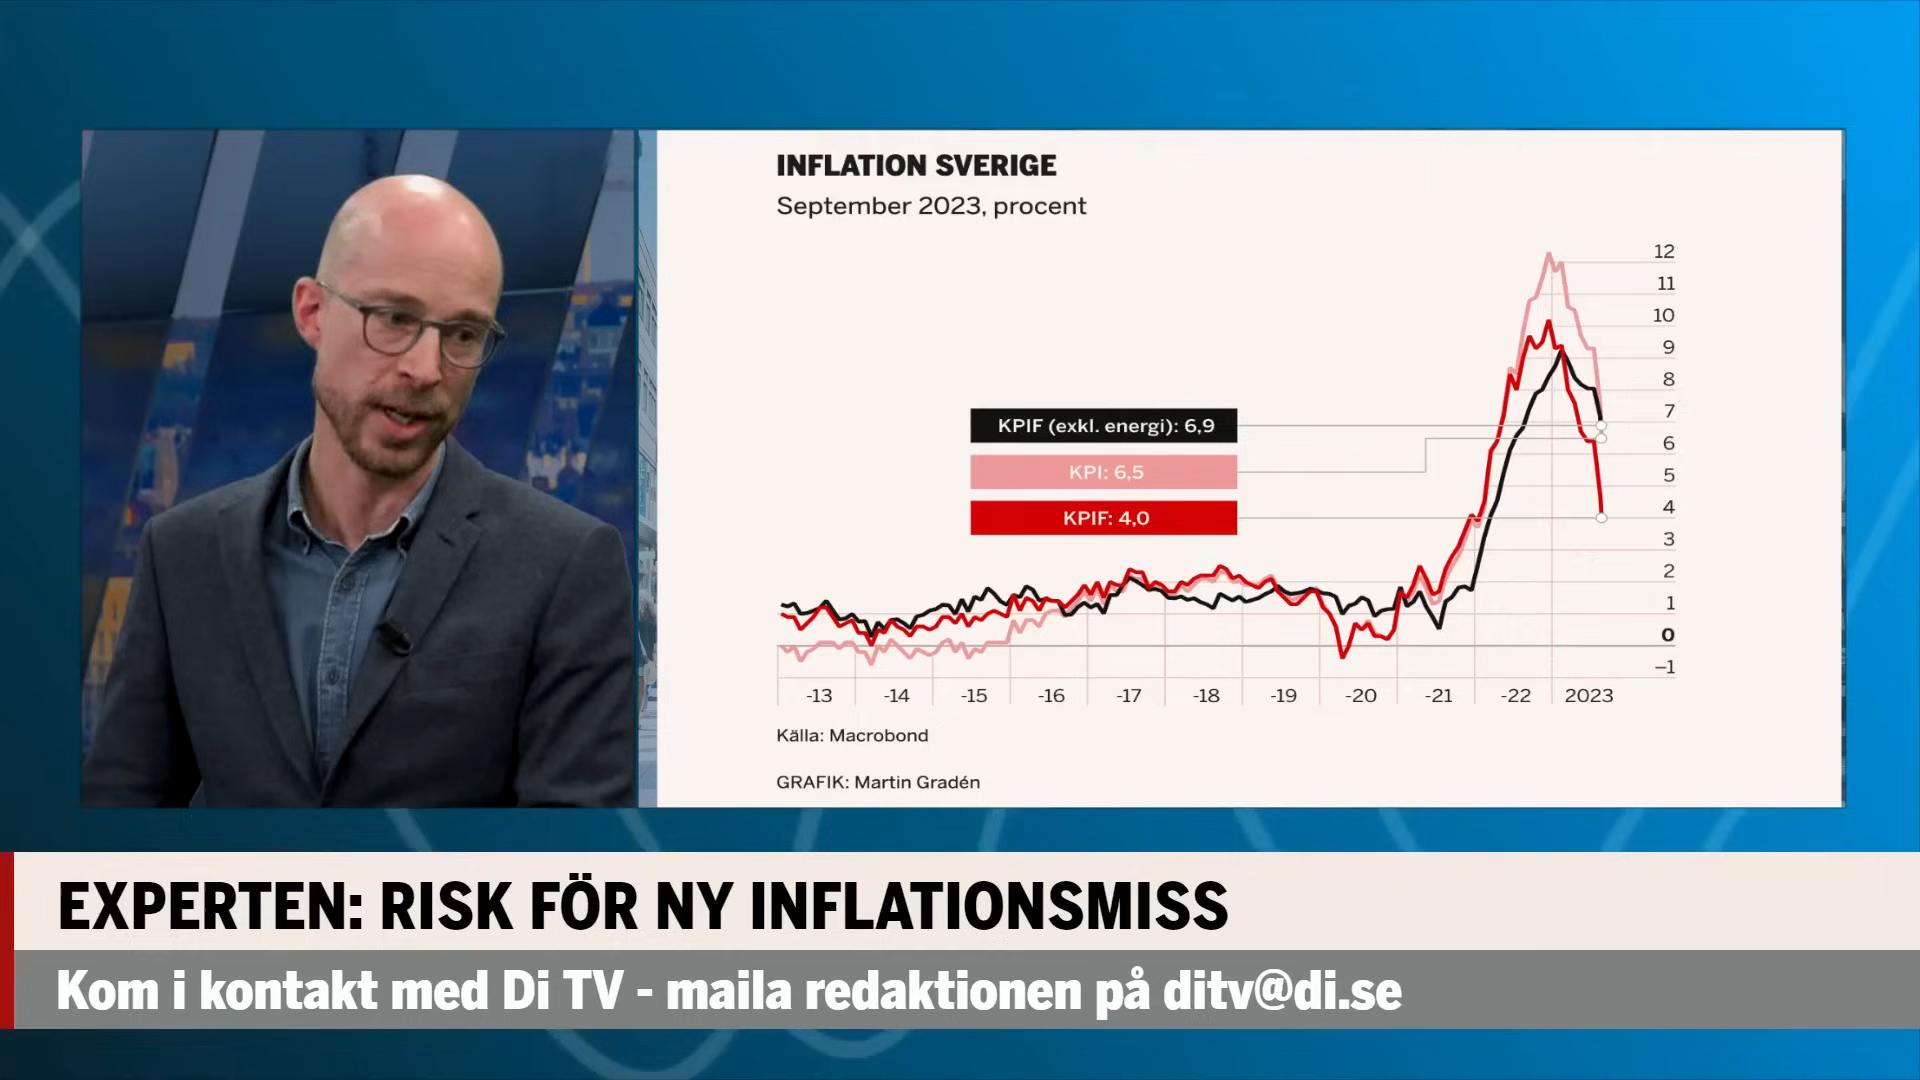 INFLATION SVERIGE
September 2023, procent
12
11
10
9
8
7
6
5
4
3
2
1
0
–1
KPIF (exkl. energi): 6,9
KPI: 6,5
KPIF: 4,0
-13 -14 -15 -16 -17 -18 -19 -20 -21 -22 2023
Källa: Macrobond
GRAFIK: Martin Gradén
EXPERTEN: RISK FÖR NY INFLATIONSMISS
Kom i kontakt med Di TV - maila redaktionen på ditv@di.se